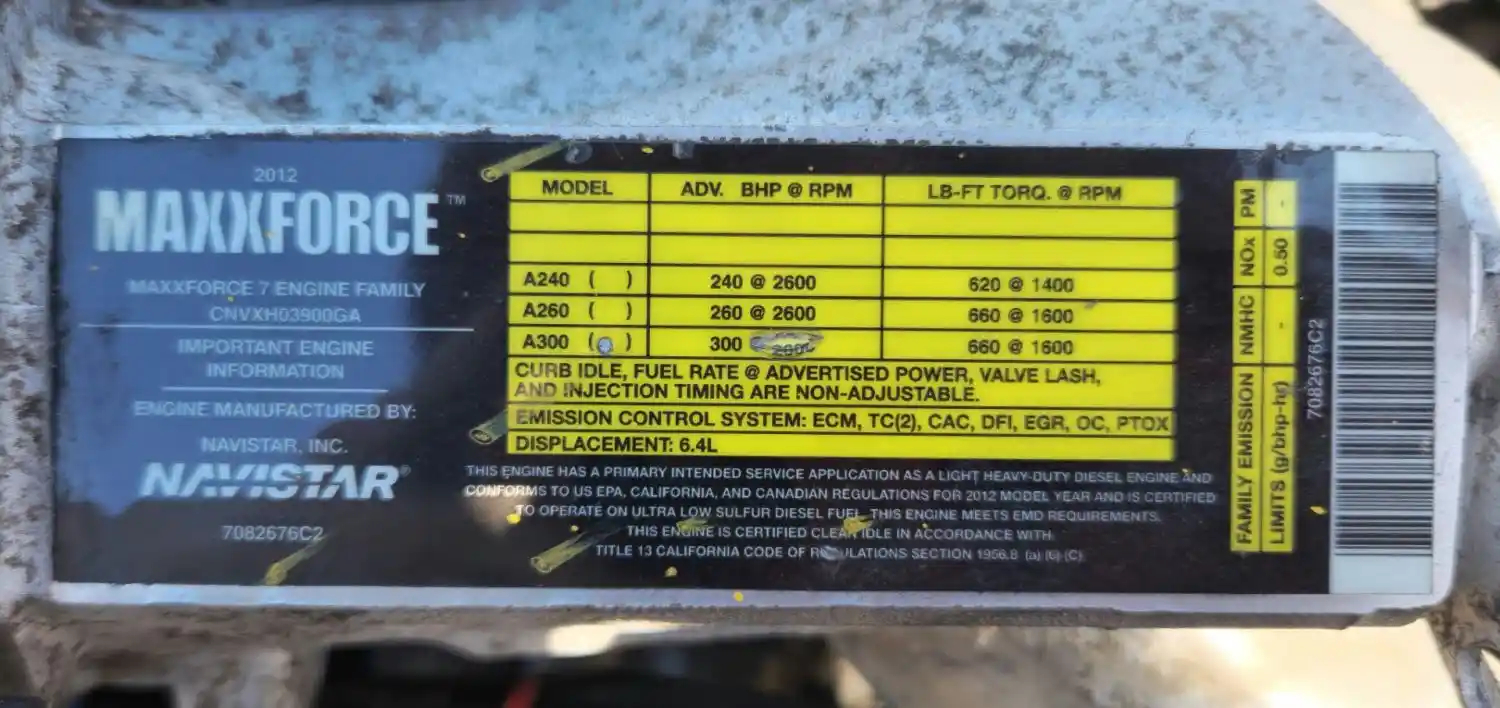 2012
MAXXFORCE™
MAXXFORCE 7 ENGINE FAMILY
CNVXH03900GA
IMPORTANT ENGINE
INFORMATION
ENGINE MANUFACTURED BY:
NAVISTAR, INC.
NAVISTAR®
7082676C2
MODEL ADV. BHP @ RPM LB-FT TORQ. @ RPM
A240 ( ) 240 @ 2600 620 @ 1400
A260 ( ) 260 @ 2600 660 @ 1600
A300 ( ) 300 660 @ 1600
CURB IDLE, FUEL RATE @ ADVERTISED POWER, VALVE LASH,
AND INJECTION TIMING ARE NON-ADJUSTABLE.
EMISSION CONTROL SYSTEM: ECM, TC(2), CAC, DFI, EGR, OC, PTOX
DISPLACEMENT: 6.4L
THIS ENGINE HAS A PRIMARY INTENDED SERVICE APPLICATION AS A LIGHT HEAVY-DUTY DIESEL ENGINE AND
CONFORMS TO US EPA, CALIFORNIA, AND CANADIAN REGULATIONS FOR 2012 MODEL YEAR AND IS CERTIFIED
TO OPERATE ON ULTRA LOW SULFUR DIESEL FUEL. THIS ENGINE MEETS EMD REQUIREMENTS.
THIS ENGINE IS CERTIFIED CLEAN IDLE IN ACCORDANCE WITH:
TITLE 13 CALIFORNIA CODE OF REGULATIONS SECTION 1956.8 (a) (6) (C)
FAMILY EMISSION NMHC NOx PM
LIMITS (g/bhp-hr) - 0.50 -
7082676C2